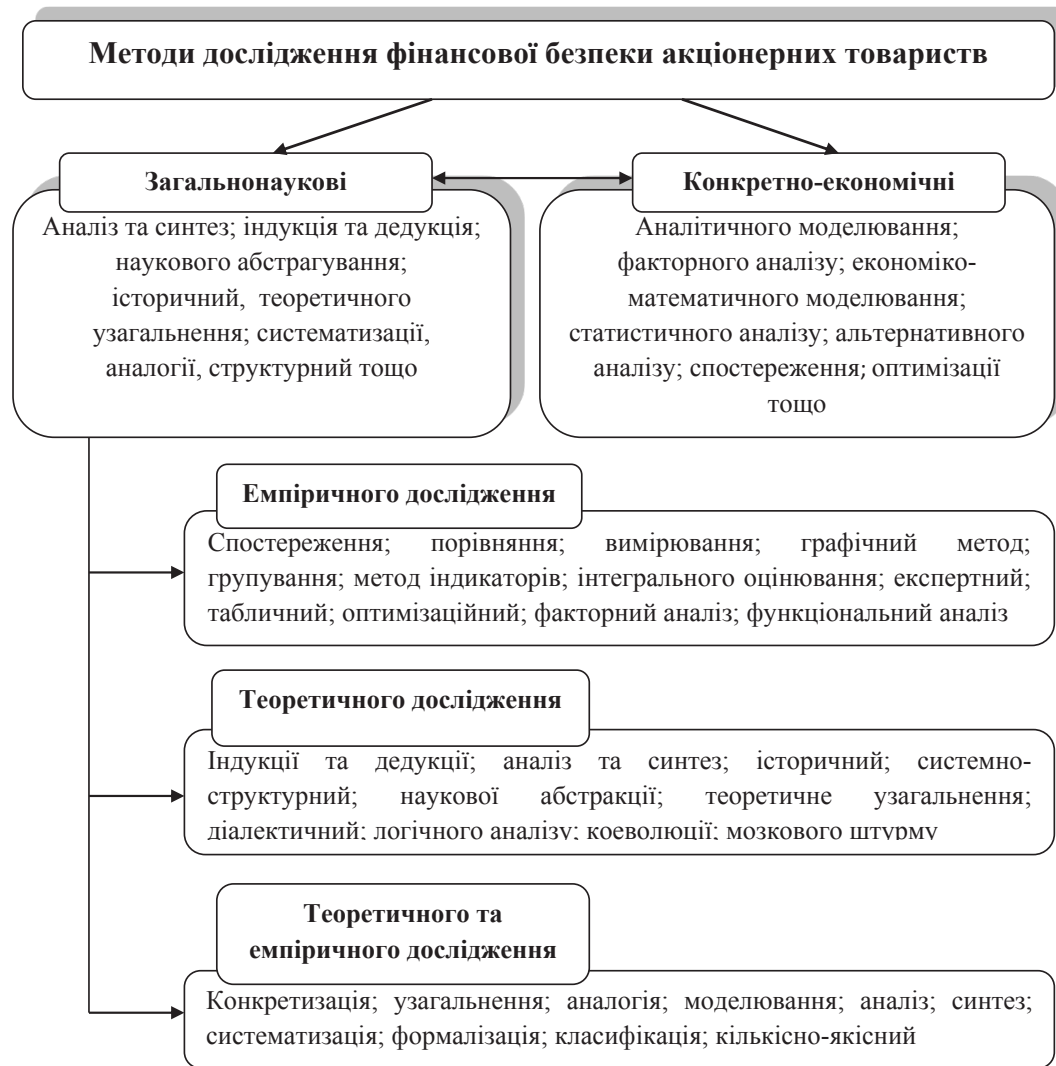 Методи дослідження фінансової безпеки акціонерних товариств
Загальнонаукові
Аналіз та синтез; індукція та дедукція;
наукового абстрагування;
історичний, теоретичного
узагальнення; систематизації,
аналогії, структурний тощо
Конкретно-економічні
Аналітичного моделювання;
факторного аналізу; економіко-
математичного моделювання;
статистичного аналізу; альтернативного
аналізу; спостереження; оптимізації
тощо
Емпіричного дослідження
Спостереження; порівняння; вимірювання; графічний метод;
групування; метод індикаторів; інтегрального оцінювання; експертний;
табличний; оптимізаційний; факторний аналіз; функціональний аналіз
Теоретичного дослідження
Індукції та дедукції; аналіз та синтез; історичний; системно-
структурний; наукової абстракції; теоретичне узагальнення;
діалектичний; логічного аналізу; коеволюції; мозкового штурму
Теоретичного та
емпіричного дослідження
Конкретизація; узагальнення; аналогія; моделювання; аналіз; синтез;
систематизація; формалізація; класифікація; кількісно-якісний